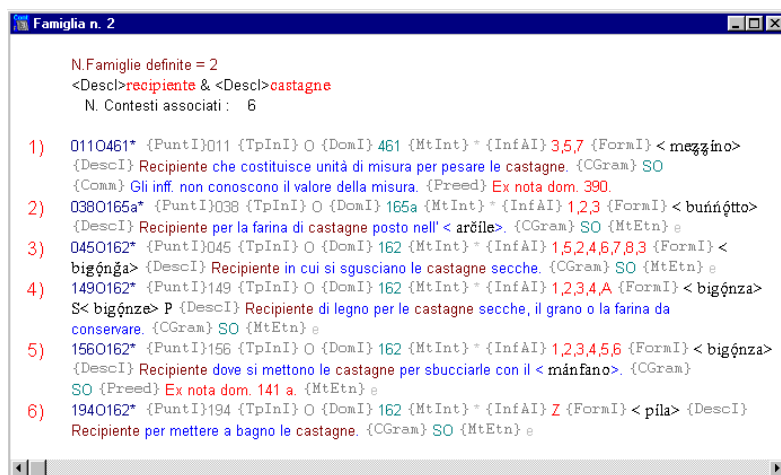 Famiglia n. 2
N.Famiglie definite = 2
<DescI>recipiente & <DescI>castagne
N. Contesti associati : 6
1) 011O461* {PuntI}011 {TpInI} O {DomI} 461 {MtInt} * {InfAI} 3,5,7 {FormI} < meʒʒíno>
{DescI} Recipiente che costituisce unità di misura per pesare le castagne. {CGram} SO
{Comm} Gli inff. non conoscono il valore della misura. {Preed} Ex nota dom. 390.
2) 038O165a* {PuntI}038 {TpInI} O {DomI} 165a {MtInt} * {InfAI} 1,2,3 {FormI} < buńńótto>
{DescI} Recipiente per la farina di castagne posto nell' < arčíle>. {CGram} SO {MtEtn} e
3) 045O162* {PuntI}045 {TpInI} O {DomI} 162 {MtInt} * {InfAI} 1,5,2,4,6,7,8,3 {FormI} <
bigónǧa> {DescI} Recipiente in cui si sgusciano le castagne secche. {CGram} SO {MtEtn} e
4) 149O162* {PuntI}149 {TpInI} O {DomI} 162 {MtInt} * {InfAI} 1,2,3,4,A {FormI} < bigónza>
S< bigónze> P {DescI} Recipiente di legno per le castagne secche, il grano o la farina da
conservare. {CGram} SO {MtEtn} e
5) 156O162* {PuntI}156 {TpInI} O {DomI} 162 {MtInt} * {InfAI} 1,2,3,4,5,6 {FormI} < bigónza>
{DescI} Recipiente dove si mettono le castagne per sbucciarle con il < mánfano>. {CGram}
SO {Preed} Ex nota dom. 141 a. {MtEtn} e
6) 194O162* {PuntI}194 {TpInI} O {DomI} 162 {MtInt} * {InfAI} Z {FormI} < píla> {DescI}
Recipiente per mettere a bagno le castagne. {CGram} SO {MtEtn} e